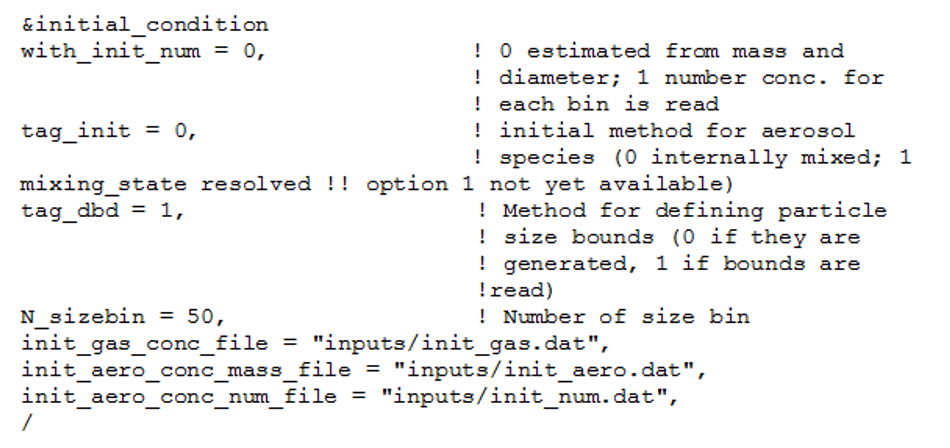 &initial_condition
with_init_num = 0, ! 0 estimated from mass and
! diameter; 1 number conc. for
! each bin is read
tag_init = 0, ! initial method for aerosol
! species (0 internally mixed; 1
mixing_state resolved !! option 1 not yet available)
tag_dbd = 1, ! Method for defining particle
! size bounds (0 if they are
! generated, 1 if bounds are
!read)
N_sizebin = 50, ! Number of size bin
init_gas_conc_file = "inputs/init_gas.dat",
init_aero_conc_mass_file = "inputs/init_aero.dat",
init_aero_conc_num_file = "inputs/init_num.dat",
/